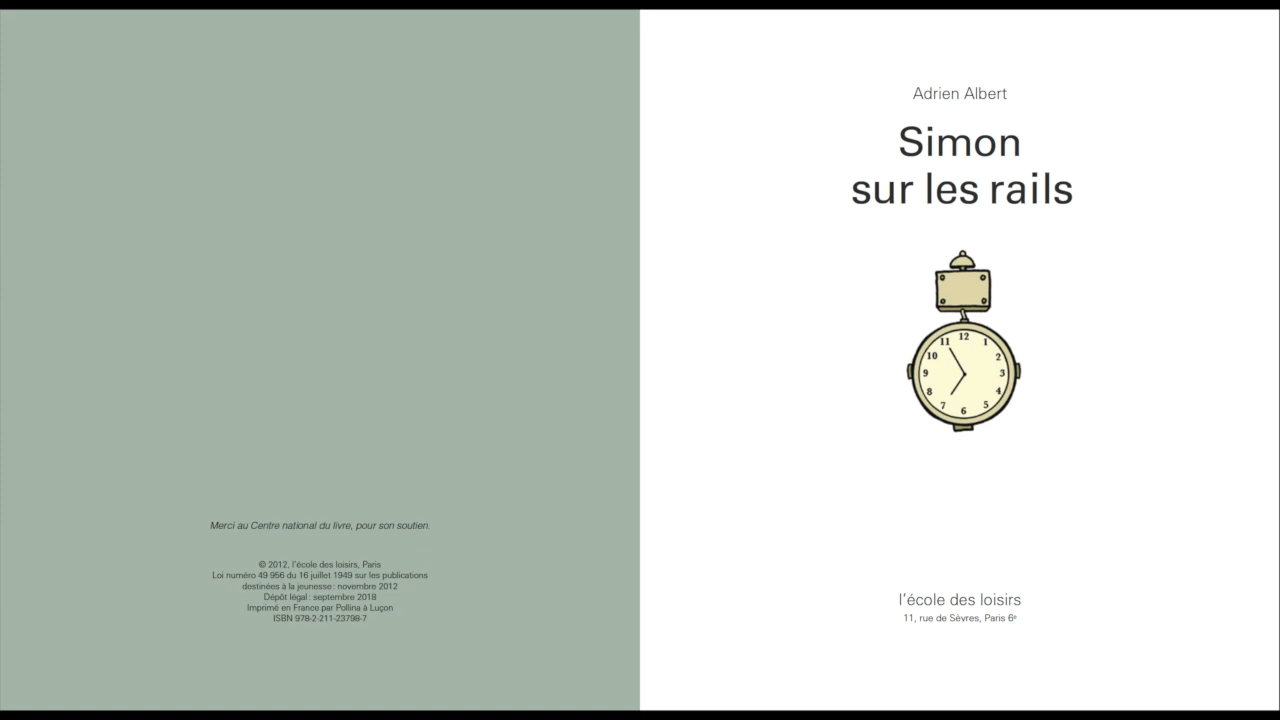 Merci au Centre national du livre, pour son soutien.
© 2012, l'école des loisirs, Paris
Loi numéro 49 956 du 16 juillet 1949 sur les publications
destinées à la jeunesse : novembre 2012
Dépôt légal : septembre 2018
Imprimé en France par Pollina à Luçon
ISBN 978-2-211-23798-7
Adrien Albert
Simon
sur les rails
12
11 1
10 2
9 3
8 4
7 5
6
l'école des loisirs
11, rue de Sèvres, Paris 6ᵉ